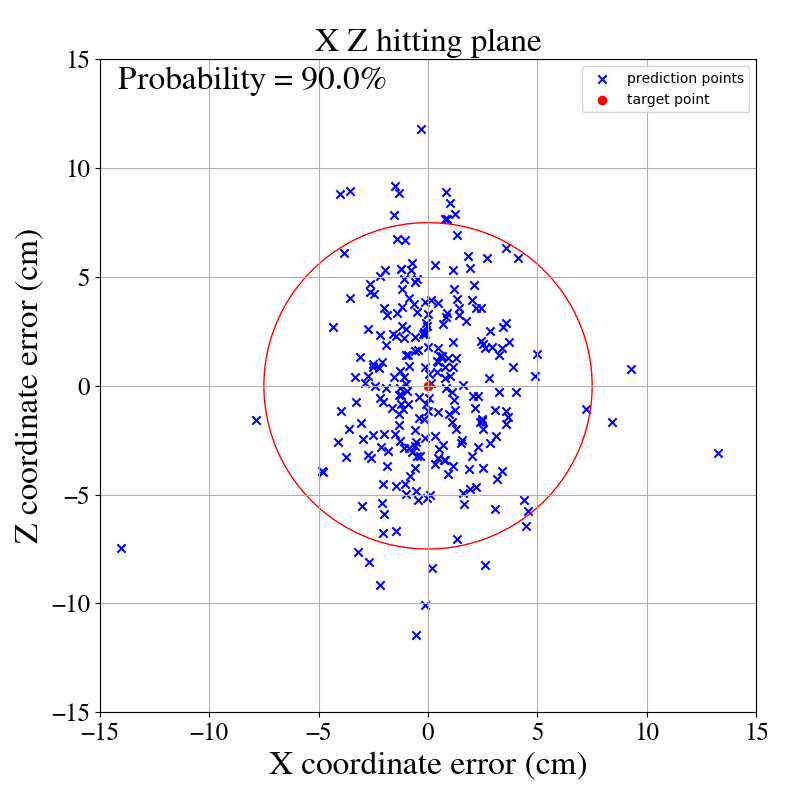 X Z hitting plane
Probability = 90.0%
prediction points
target point
15
10
5
0
−5
−10
−15
Z coordinate error (cm)
−15 −10 −5 0 5 10 15
X coordinate error (cm)